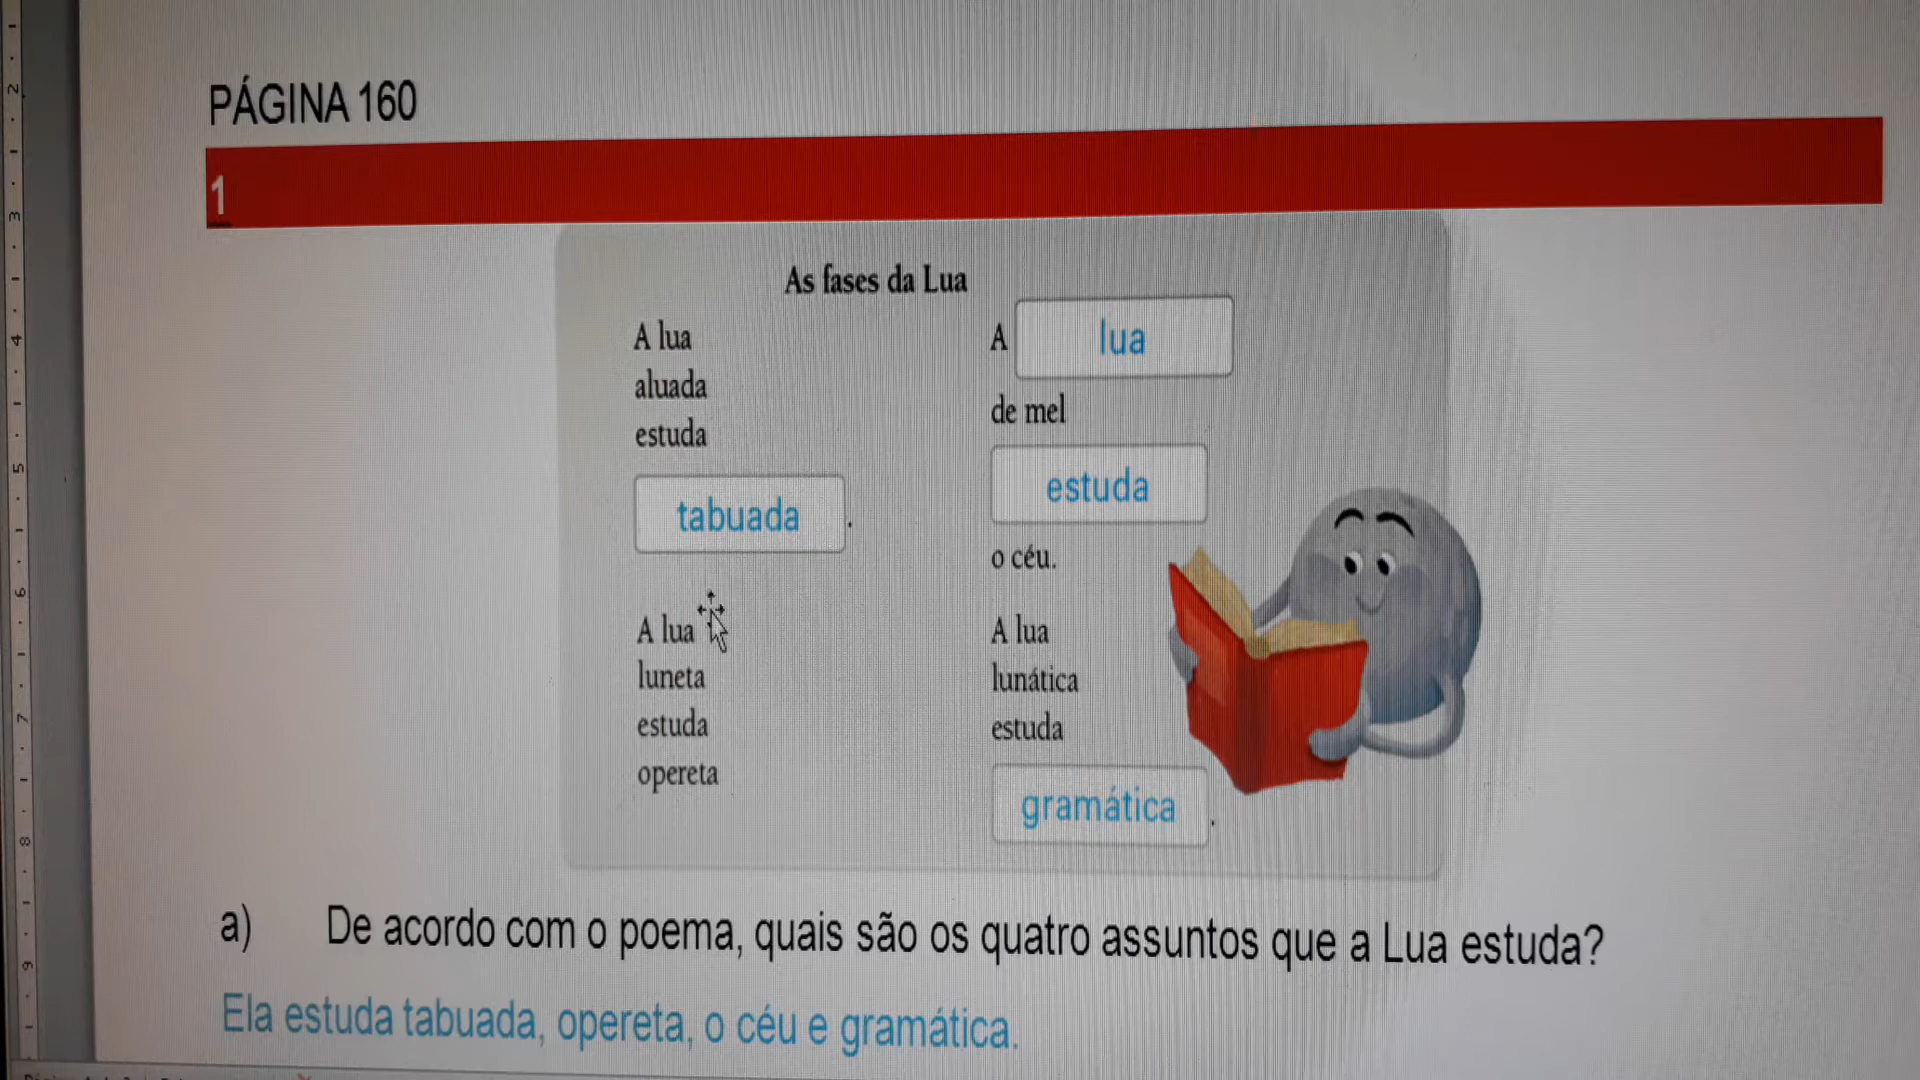 PÁGINA 160
1
As fases da Lua
A lua
aluada
estuda
tabuada.
A lua
luneta
estuda
opereta
A lua
de mel
estuda
o céu.
A lua
lunática
estuda
gramática.
a) De acordo com o poema, quais são os quatro assuntos que a Lua estuda?
Ela estuda tabuada, opereta, o céu e gramática.